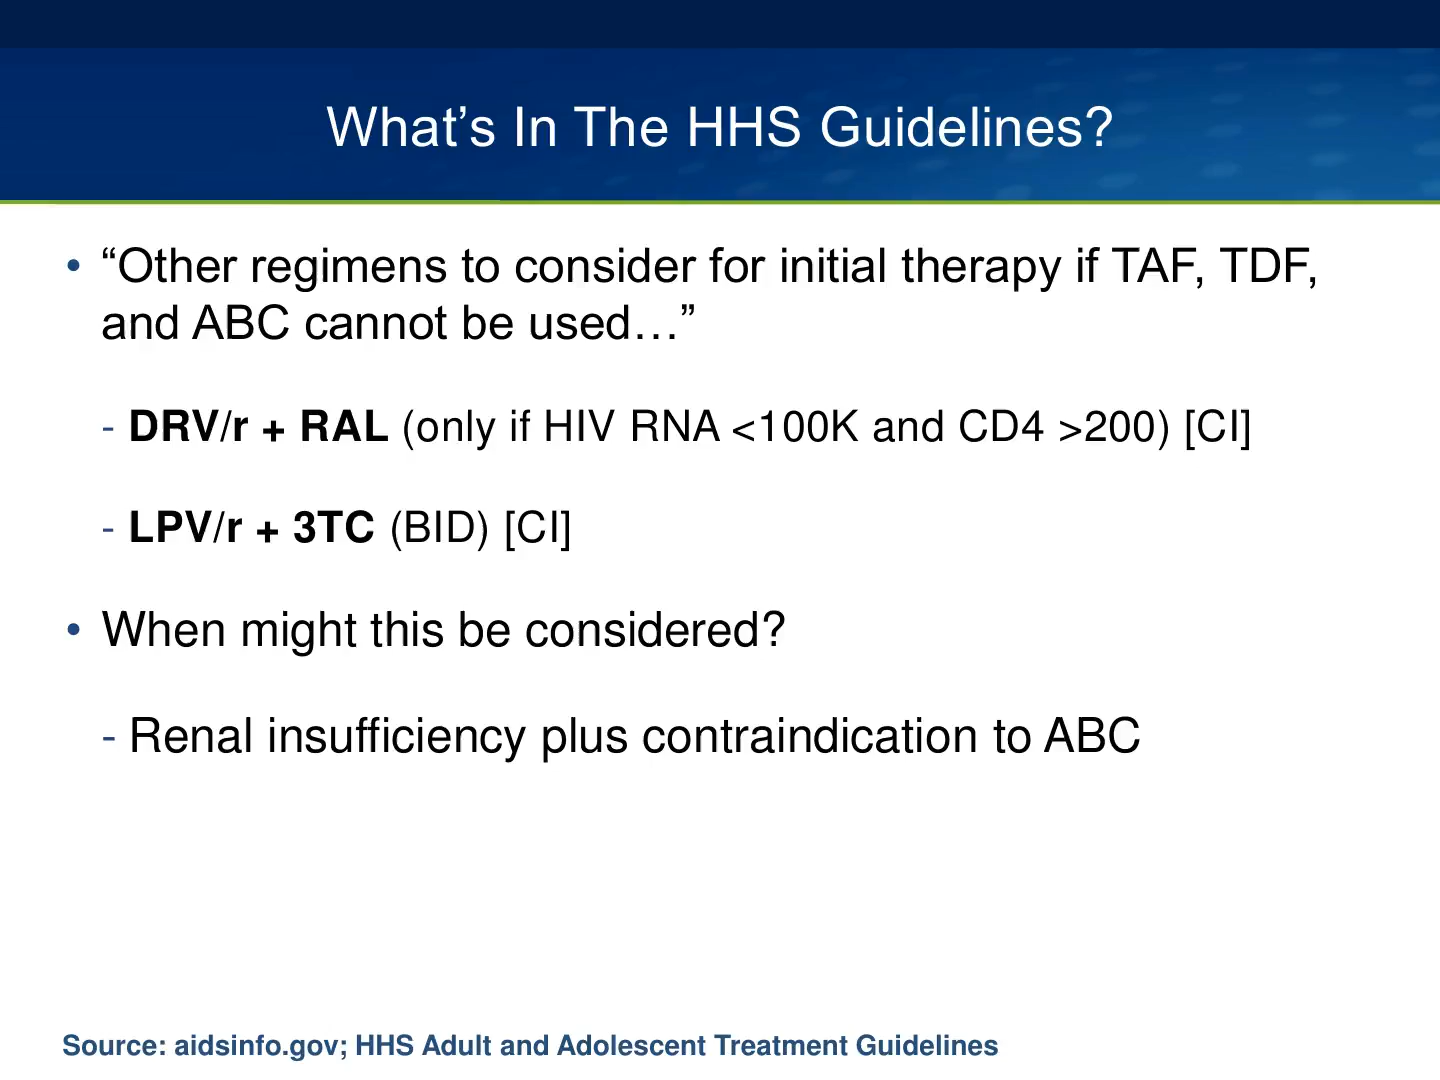 What’s In The HHS Guidelines?
• “Other regimens to consider for initial therapy if TAF, TDF,
and ABC cannot be used…”
- DRV/r + RAL (only if HIV RNA <100K and CD4 >200) [CI]
- LPV/r + 3TC (BID) [CI]
• When might this be considered?
- Renal insufficiency plus contraindication to ABC
Source: aidsinfo.gov; HHS Adult and Adolescent Treatment Guidelines